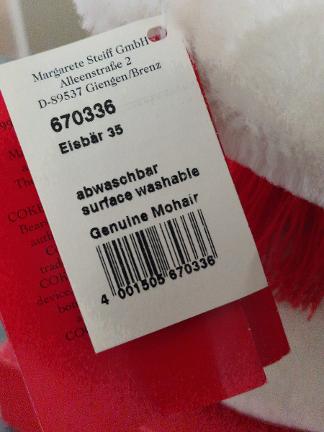 Margarete Steiff GmbH
Alleenstraße 2
D-89537 Giengen/Brenz
670336
Eisbär 35
abwaschbar
surface washable
Genuine Mohair
4 001505 670336